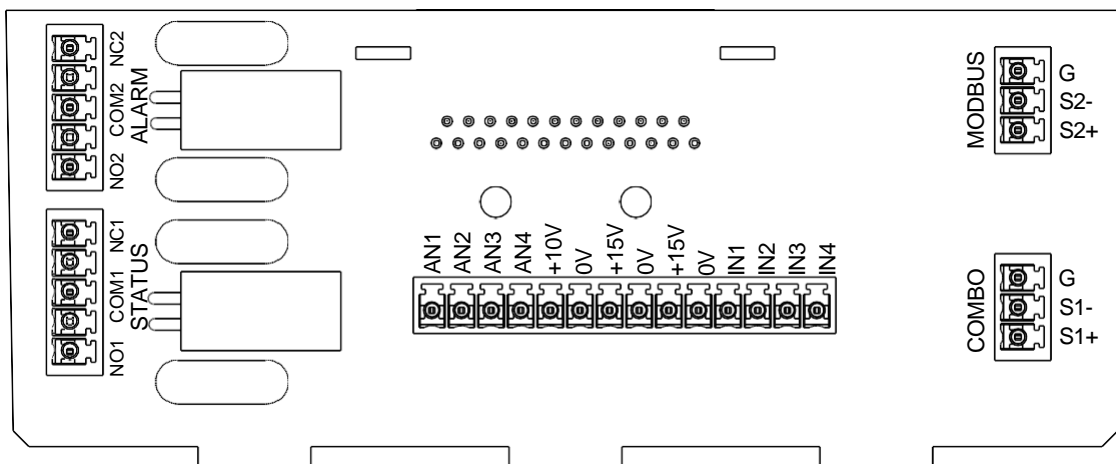 NC2
COM2
NO2
ALARM
NC1
COM1
NO1
STATUS
AN1
AN2
AN3
AN4
+10V
0V
+15V
0V
+15V
0V
IN1
IN2
IN3
IN4
MODBUS
G
S2-
S2+
COMBO
G
S1-
S1+